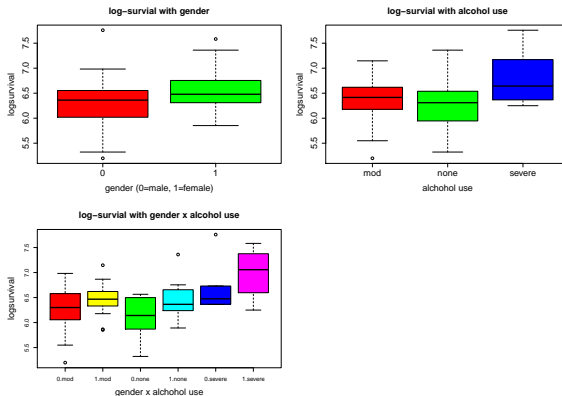 log-survial with gender
logsurvival
7.5
7.0
6.5
6.0
5.5
0
1
gender (0=male, 1=female)
log-survial with alcohol use
logsurvival
7.5
7.0
6.5
6.0
5.5
mod
none
severe
alchohol use
log-survial with gender x alcohol use
logsurvival
7.5
7.0
6.5
6.0
5.5
0.mod
1.mod
0.none
1.none
0.severe
1.severe
gender x alchohol use